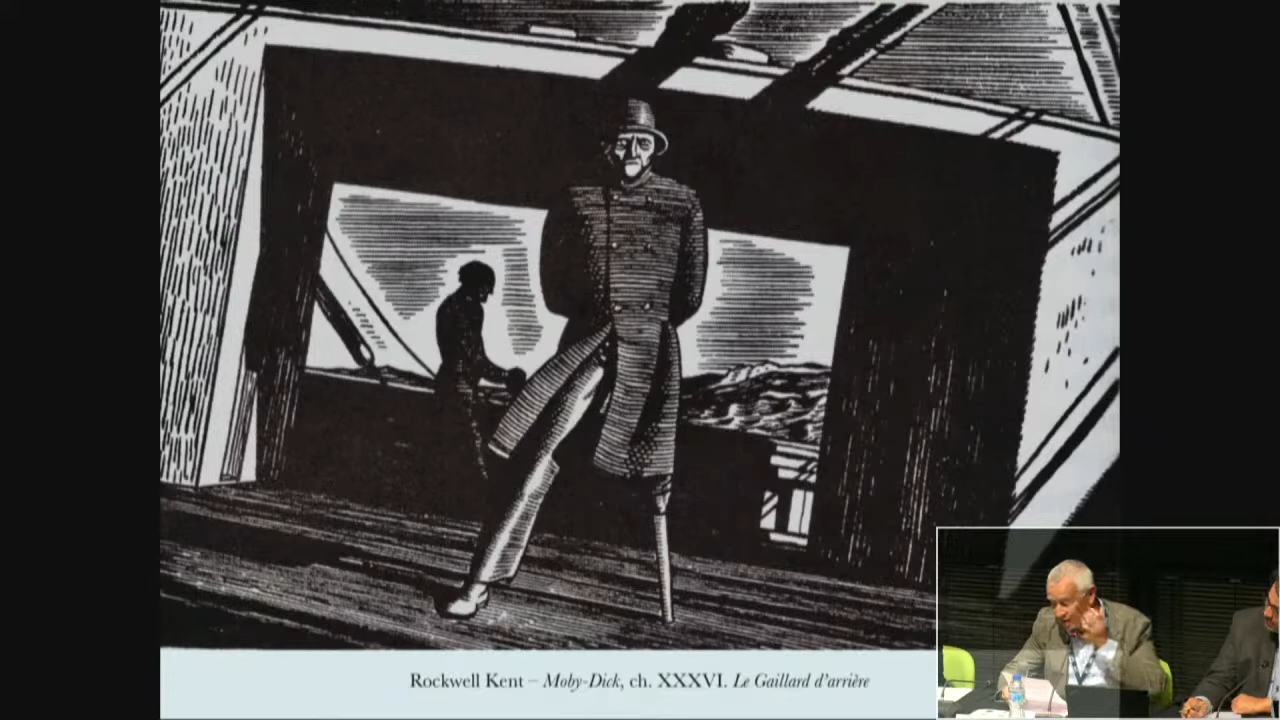 Rockwell Kent – Moby-Dick, ch. XXXVI. Le Gaillard d'arrière